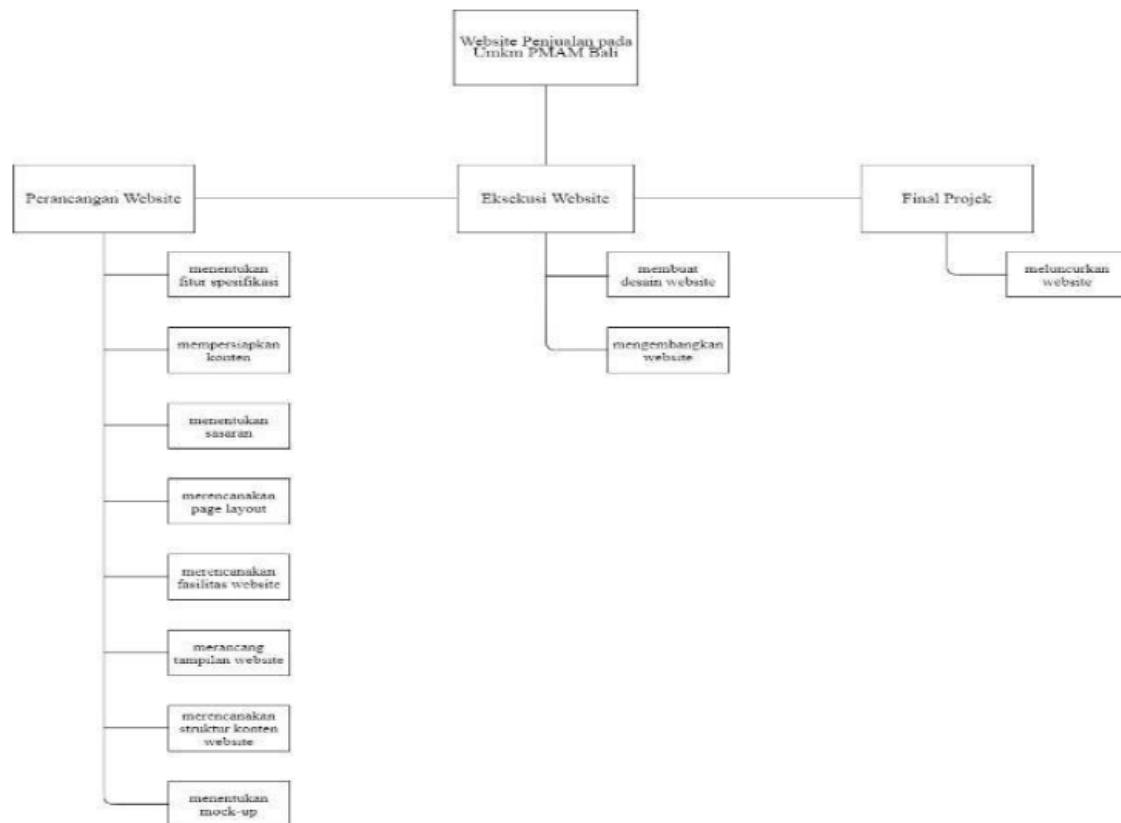 Website Penjualan pada
Umkm PMAM Bali
Perancangan Website
Eksekusi Website
Final Projek
menentukan
fitur spesifikasi
mempersiapkan
konten
menentukan
sasaran
merencanakan
page layout
merencanakan
fasilitas website
merancang
tampilan website
merencanakan
struktur konten
website
menentukan
mock-up
membuat
desain website
mengembangkan
website
meluncurkan
website